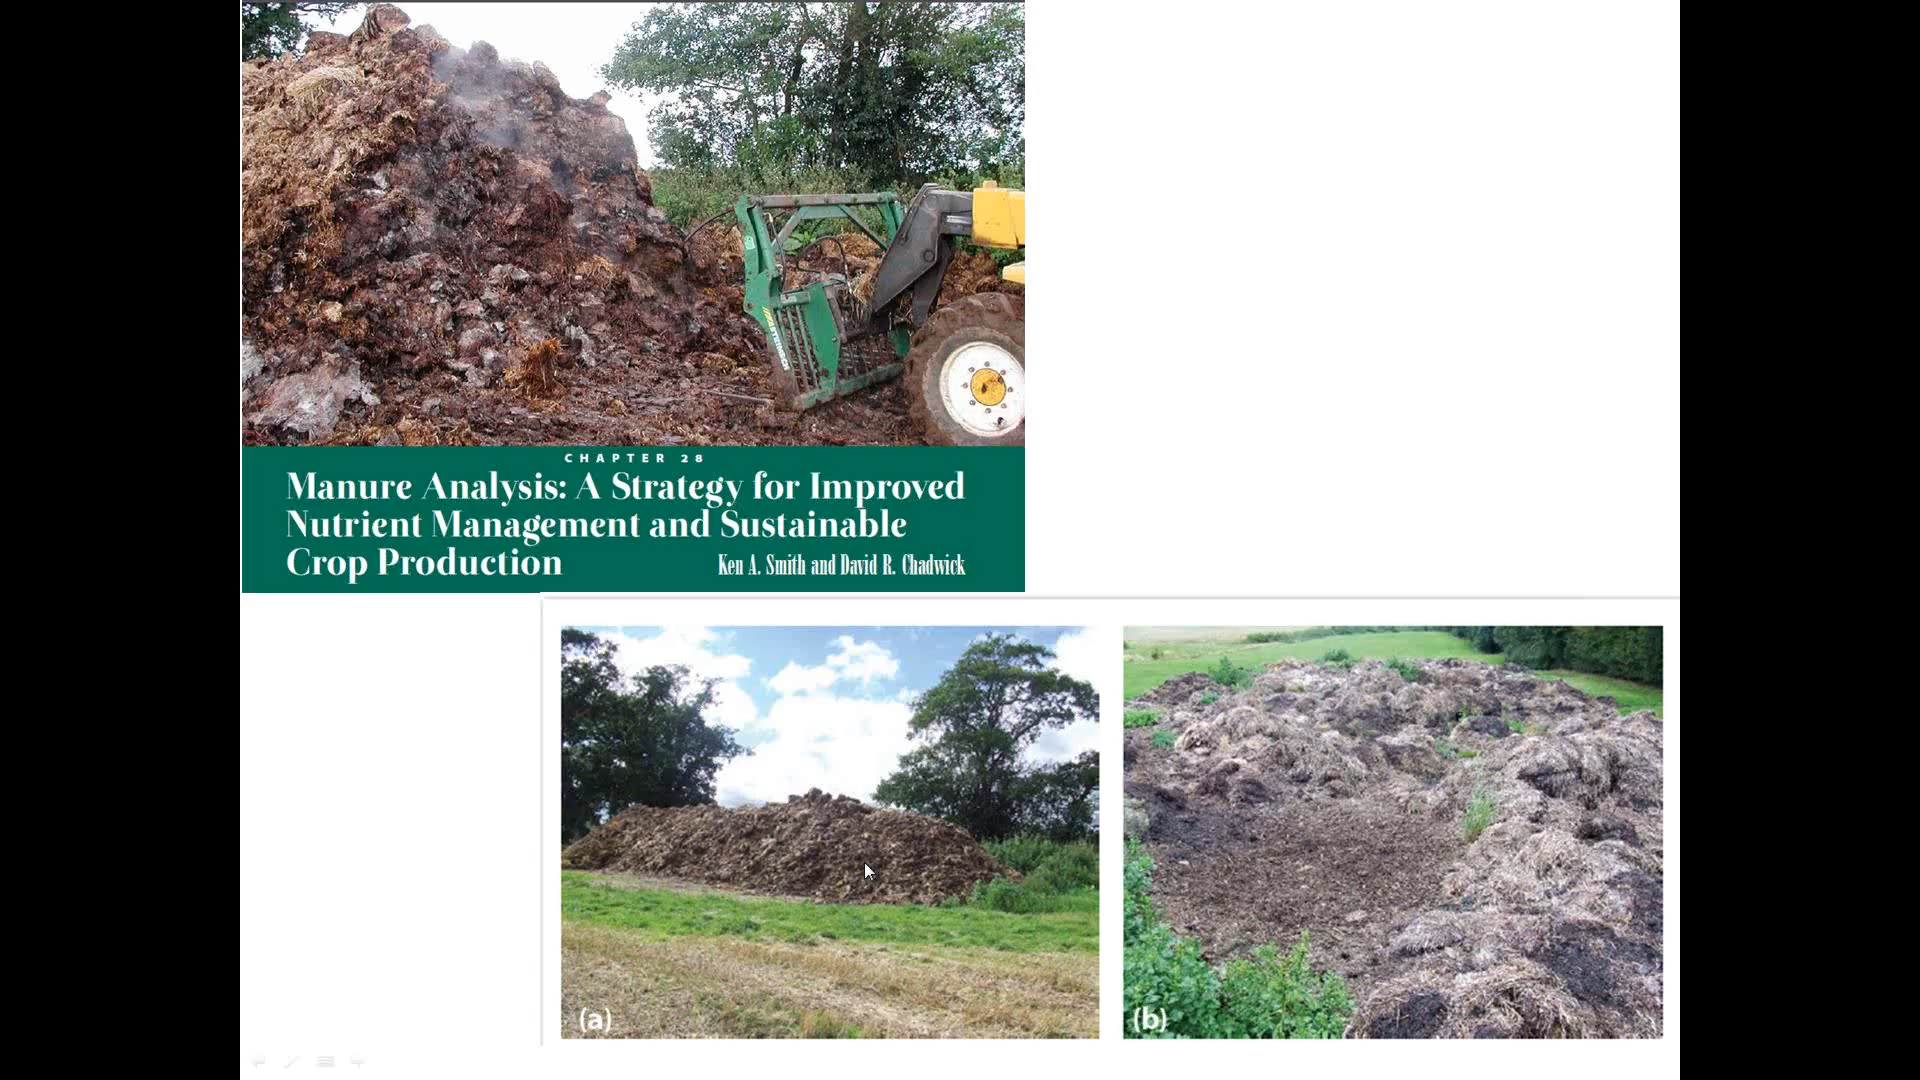 CHAPTER 28
Manure Analysis: A Strategy for Improved
Nutrient Management and Sustainable
Crop Production
Ken A. Smith and David R. Chadwick
(a)
(b)